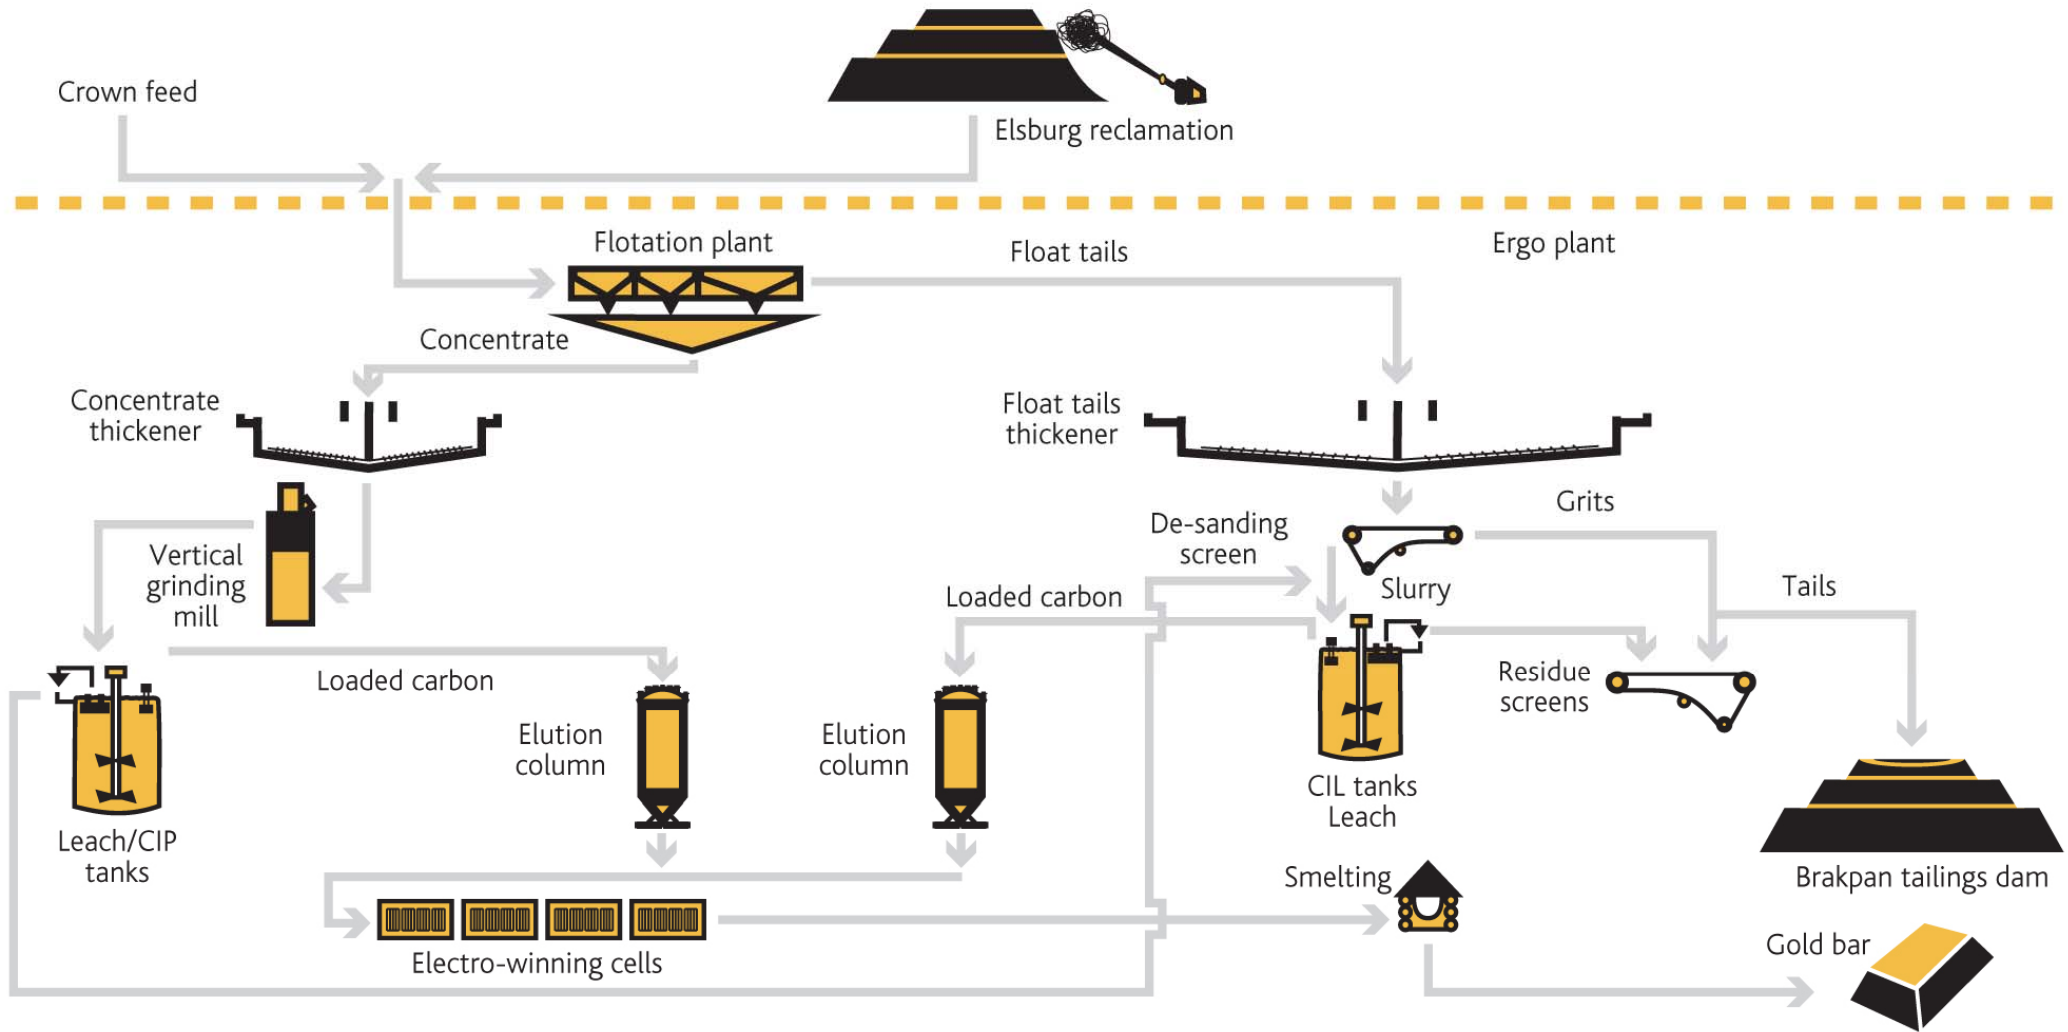 Crown feed
Elsburg reclamation
Flotation plant
Float tails
Ergo plant
Concentrate
Concentrate
thickener
Float tails
thickener
Grits
De-sanding
screen
Vertical
grinding
mill
Slurry
Tails
Loaded carbon
Loaded carbon
Residue
screens
Elution
column
Elution
column
CIL tanks
Leach
Leach/CIP
tanks
Smelting
Brakpan tailings dam
Gold bar
Electro-winning cells